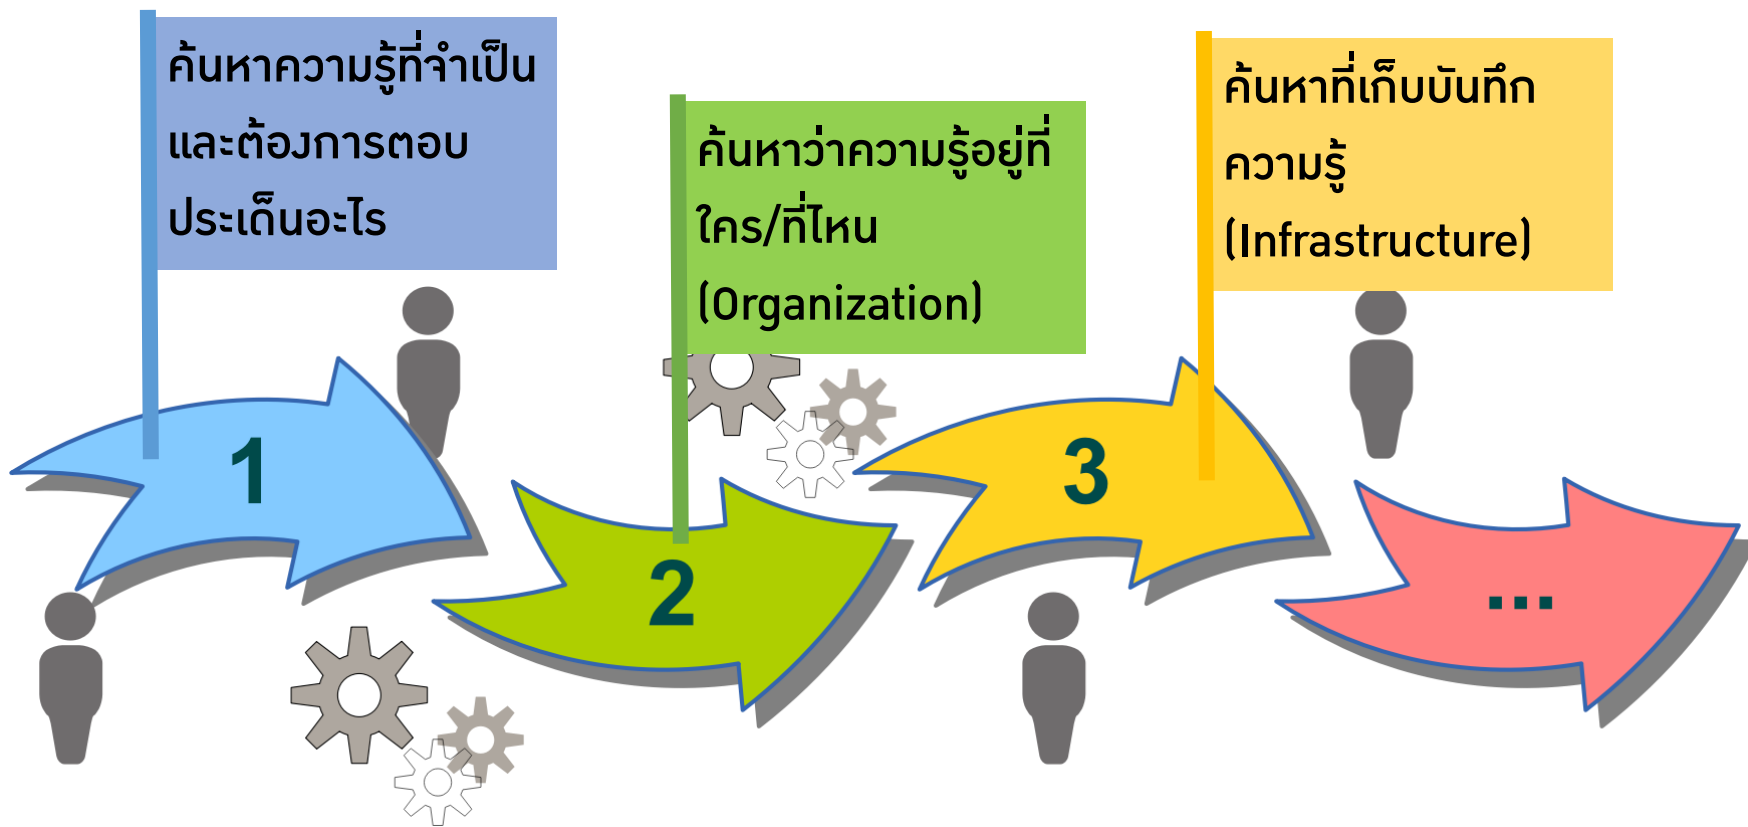 ค้นหาความรู้ที่จำเป็น
และต้องการตอบ
ประเด็นอะไร
ค้นหาว่าความรู้อยู่ที่
ใคร/ที่ไหน
(Organization)
ค้นหาที่เก็บบันทึก
ความรู้
(Infrastructure)
1
2
3
...